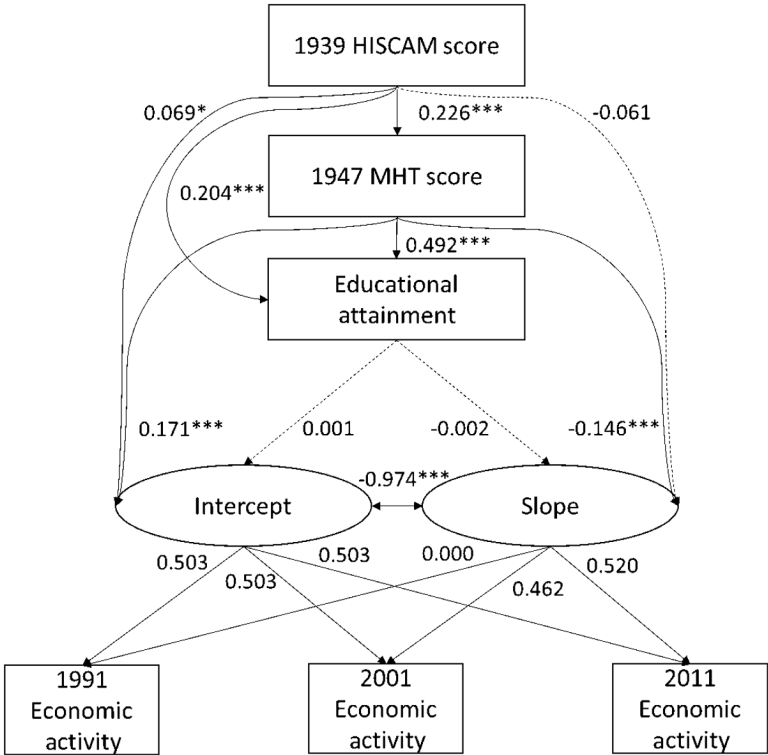 1939 HISCAM score
0.069*
0.226***
-0.061
1947 MHT score
0.204***
0.492***
Educational
attainment
0.171***
0.001
-0.002
-0.146***
-0.974***
Intercept
Slope
0.503
0.503
0.503
0.000
0.462
0.520
1991
Economic
activity
2001
Economic
activity
2011
Economic
activity